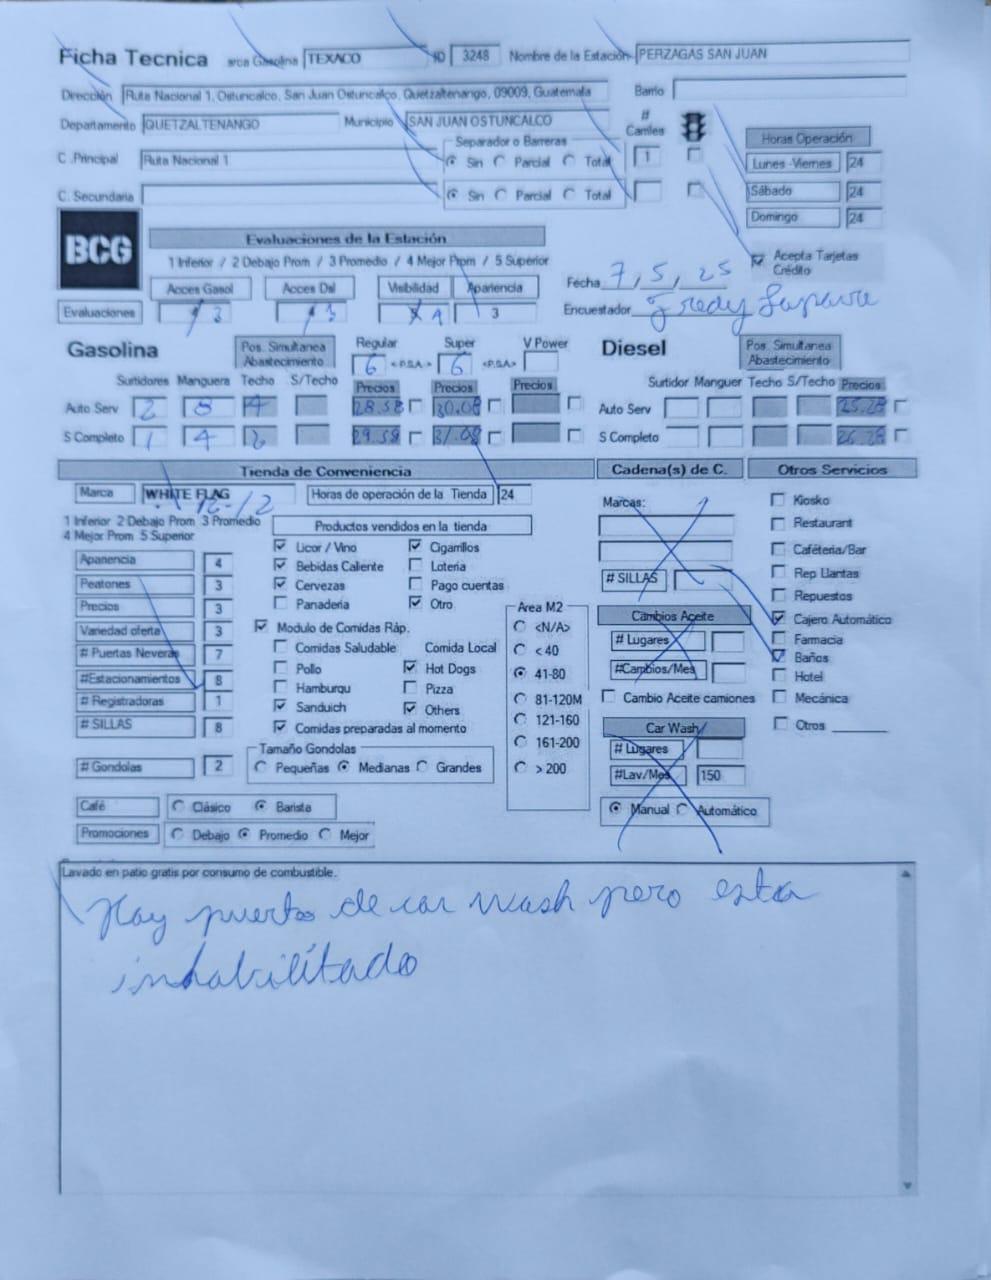 Ficha Tecnica arca Gasolina TEXACO ID 3248 Nombre de la Estación PERZAGAS SAN JUAN
Dirección Ruta Nacional 1, Ostuncalco, San Juan Ostuncalco, Quetzaltenango, 09009, Guatemala Barrio
Departamento QUETZALTENANGO Municipio SAN JUAN OSTUNCALCO # Carriles Horas Operación
Separador o Barreras
C .Principal Ruta Nacional 1 Sin Parcial Total 1 Lunes -Viernes 24
C. Secundaria Sin Parcial Total Sábado 24
Domingo 24
BCG
Evaluaciones de la Estación
1 Inferior / 2 Debajo Prom / 3 Promedio / 4 Mejor Prom / 5 Superior
Acepta Tarjetas Crédito
Acces Gasol Acces Dsl Visibilidad Apariencia Fecha 7, 5, 25
Evaluaciones 3 3 4 3 Encuestador Fredy
Gasolina Pos. Simultanea Abastecimiento Regular Super V Power Diesel Pos. Simultanea Abastecimiento
6 <-P.S.A-> 6 <-P.S.A->
Surtidores Manguera Techo S/Techo Precios Precios Precios Surtidor Manguer Techo S/Techo Precios
Auto Serv 2 8 4 28.58 30.08 Auto Serv 25.28
S Completo 1 4 2 29.58 31.08 S Completo 26.28
Tienda de Conveniencia Cadena(s) de C. Otros Servicios
Marca WHITE FLAG Horas de operación de la Tienda 24
12-12
1 Inferior 2 Debajo Prom 3 Promedio
4 Mejor Prom 5 Superior
Productos vendidos en la tienda
Apariencia 4
Peatones 3
Precios 3
Variedad oferta 3
# Puertas Neveras 7
#Estacionamientos 8
# Registradoras 1
# SILLAS 8
# Gondolas 2
Licor / Vino Cigarrillos
Bebidas Caliente Loteria
Cervezas Pago cuentas
Panaderia Otro
Modulo de Comidas Ráp.
Comidas Saludable Comida Local
Pollo Hot Dogs
Hamburqu Pizza
Sanduich Others
Comidas preparadas al momento
Tamaño Gondolas
Pequeñas Medianas Grandes
Café Clásico Barista
Promociones Debajo Promedio Mejor
Area M2
<N/A>
< 40
41-80
81-120M
121-160
161-200
> 200
Marcas:
# SILLAS
Cambios Aceite
# Lugares
#Cambios/Mes
Cambio Aceite camiones
Car Wash
# Lugares
#Lav/Mes 150
Manual Automático
Kiosko
Restaurant
Caféteria/Bar
Rep Llantas
Repuestos
Cajero Automático
Farmacia
Baños
Hotel
Mecánica
Otros
Lavado en patio gratis por consumo de combustible.
Hay puerto de car wash pero esta
inhabilitado